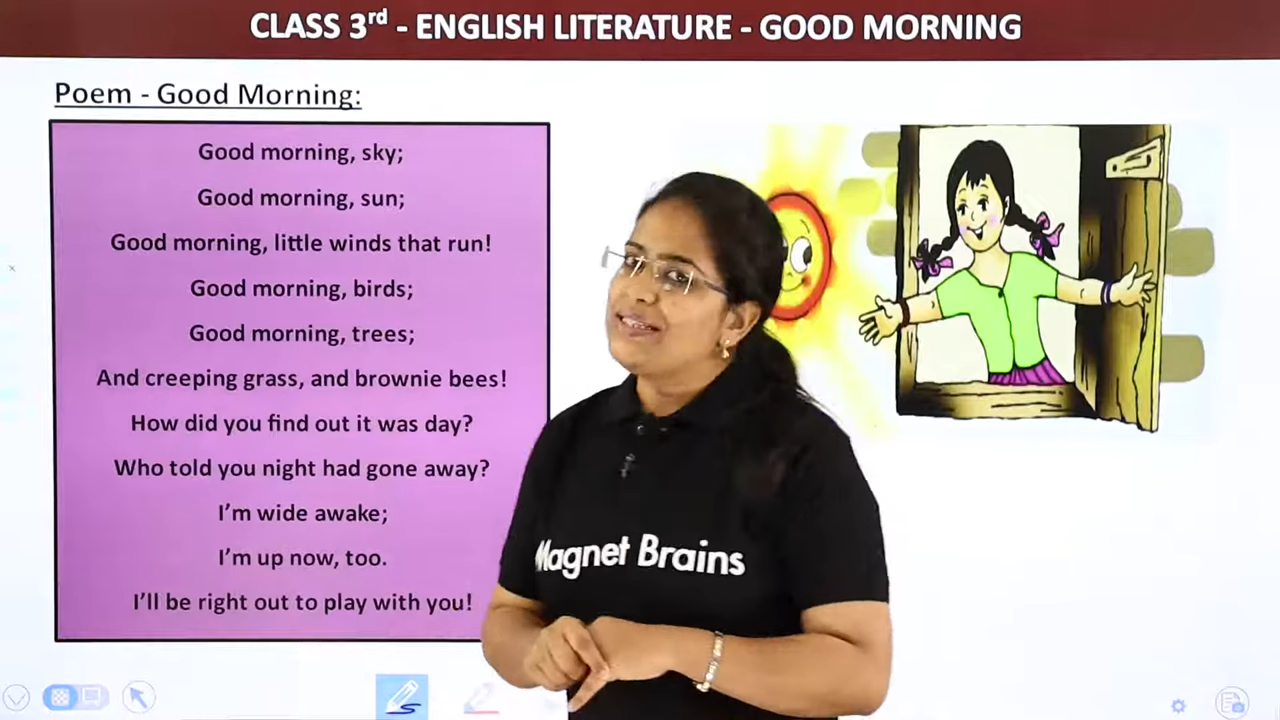 CLASS 3rd - ENGLISH LITERATURE - GOOD MORNING
Poem - Good Morning:
Good morning, sky;
Good morning, sun;
Good morning, little winds that run!
Good morning, birds;
Good morning, trees;
And creeping grass, and brownie bees!
How did you find out it was day?
Who told you night had gone away?
I'm wide awake;
I'm up now, too.
I'll be right out to play with you!
Magnet Brains